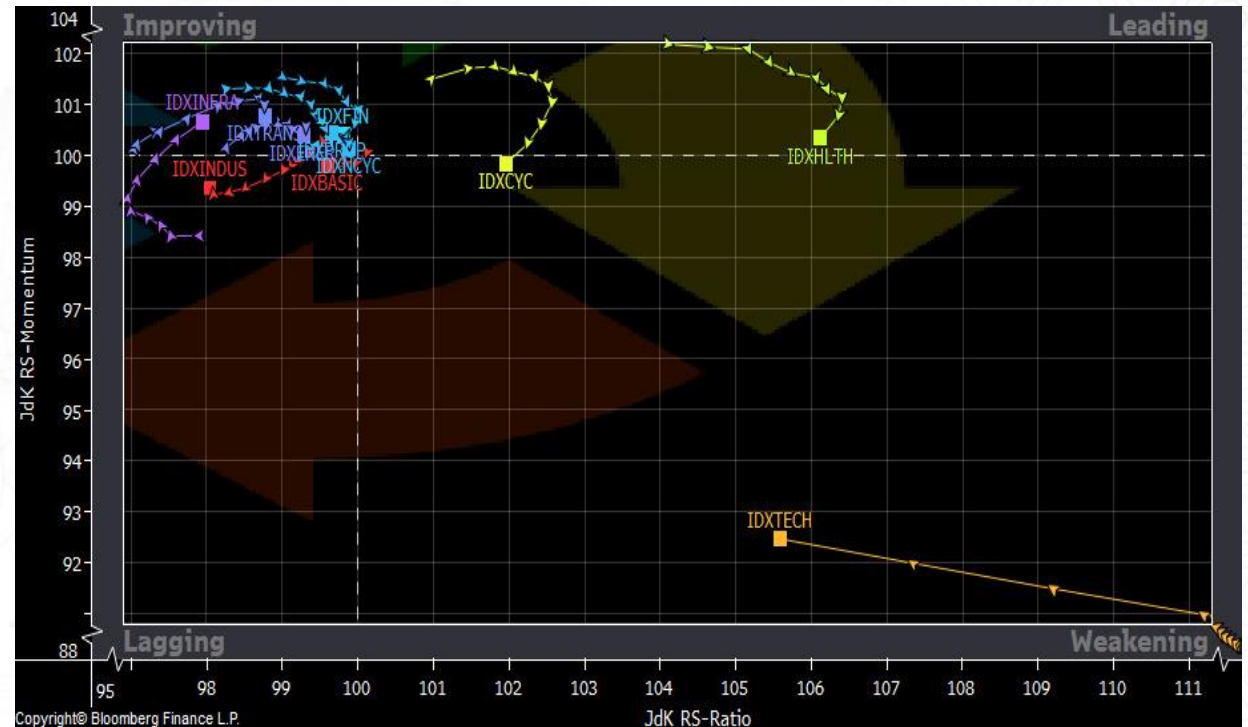 104
Improving
Leading
102
101
100
99
98
97
96
95
94
93
92
88
JdK RS-Momentum
IDXINFRA
IDXFIN
IDXTRANS
IDXNCYC
IDXINDUS
IDXBASIC
IDXCYC
IDXHLTH
IDXTECH
Lagging
Weakening
95
98
99
100
101
102
103
104
105
106
107
108
109
110
111
Copyright© Bloomberg Finance L.P.
JdK RS-Ratio